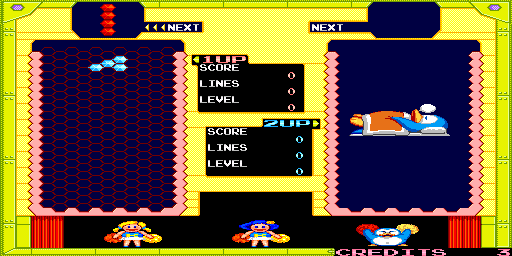 NEXT
NEXT
1UP
SCORE
0
LINES
0
LEVEL
0
2UP
SCORE
0
LINES
0
LEVEL
0
CREDITS 3